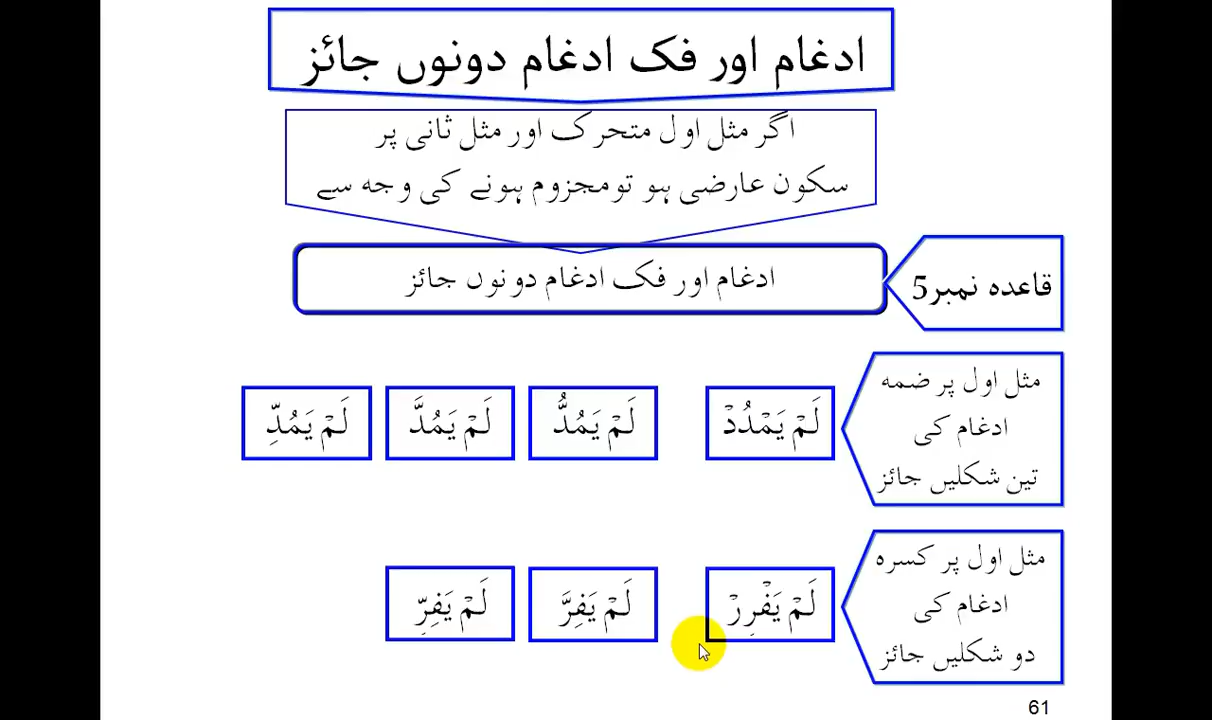 ادغام اور فک ادغام دونوں جائز
اگر مثل اول متحرک اور مثل ثانی پر
سکون عارضی ہو تومجزوم ہونے کی وجہ سے
قاعدہ نمبر5
ادغام اور فک ادغام دونوں جائز
مثل اول پر ضمہ
ادغام کی
تین شکلیں جائز
لَمْ يَمْدُدْ لَمْ يَمُدُّ لَمْ يَمُدَّ لَمْ يَمُدِّ
مثل اول پر کسرہ
ادغام کی
دو شکلیں جائز
لَمْ يَفْرِرْ لَمْ يَفِرَّ لَمْ يَفِرِّ
61